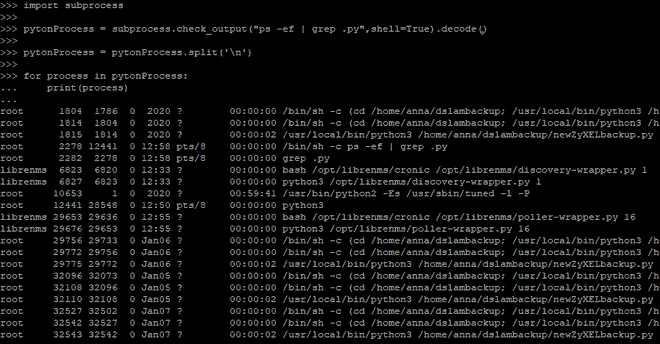 >>> import subprocess
>>>
>>> pytonProcess = subprocess.check_output("ps -ef | grep .py",shell=True).decode()
>>>
>>> pytonProcess = pytonProcess.split('\n')
>>>
>>> for process in pytonProcess:
...     print(process)
...
root      1804  1786  0  2020 ?        00:00:00 /bin/sh -c (cd /home/anna/dslambackup; /usr/local/bin/python3 /h
root      1814  1804  0  2020 ?        00:00:00 /bin/sh -c (cd /home/anna/dslambackup; /usr/local/bin/python3 /h
root      1815  1814  0  2020 ?        00:00:02 /usr/local/bin/python3 /home/anna/dslambackup/newZyXELbackup.py
root      2278 12441  0 12:58 pts/8    00:00:00 /bin/sh -c ps -ef | grep .py
root      2282  2278  0 12:58 pts/8    00:00:00 grep .py
librenms  6823  6820  0 12:33 ?        00:00:00 bash /opt/librenms/cronic /opt/librenms/discovery-wrapper.py 1
librenms  6827  6823  0 12:33 ?        00:00:00 python3 /opt/librenms/discovery-wrapper.py 1
root     10653     1  0  2020 ?        00:59:41 /usr/bin/python2 -Es /usr/sbin/tuned -l -P
root     12441 28548  0 12:50 pts/8    00:00:00 python3
librenms 29653 29636  0 12:55 ?        00:00:00 bash /opt/librenms/cronic /opt/librenms/poller-wrapper.py 16
librenms 29676 29653  0 12:55 ?        00:00:00 python3 /opt/librenms/poller-wrapper.py 16
root     29756 29733  0 Jan06 ?        00:00:00 /bin/sh -c (cd /home/anna/dslambackup; /usr/local/bin/python3 /h
root     29772 29756  0 Jan06 ?        00:00:00 /bin/sh -c (cd /home/anna/dslambackup; /usr/local/bin/python3 /h
root     29775 29772  0 Jan06 ?        00:00:02 /usr/local/bin/python3 /home/anna/dslambackup/newZyXELbackup.py
root     32096 32073  0 Jan05 ?        00:00:00 /bin/sh -c (cd /home/anna/dslambackup; /usr/local/bin/python3 /h
root     32108 32096  0 Jan05 ?        00:00:00 /bin/sh -c (cd /home/anna/dslambackup; /usr/local/bin/python3 /h
root     32110 32108  0 Jan05 ?        00:00:02 /usr/local/bin/python3 /home/anna/dslambackup/newZyXELbackup.py
root     32527 32502  0 Jan07 ?        00:00:00 /bin/sh -c (cd /home/anna/dslambackup; /usr/local/bin/python3 /h
root     32542 32527  0 Jan07 ?        00:00:00 /bin/sh -c (cd /home/anna/dslambackup; /usr/local/bin/python3 /h
root     32543 32542  0 Jan07 ?        00:00:02 /usr/local/bin/python3 /home/anna/dslambackup/newZyXELbackup.py